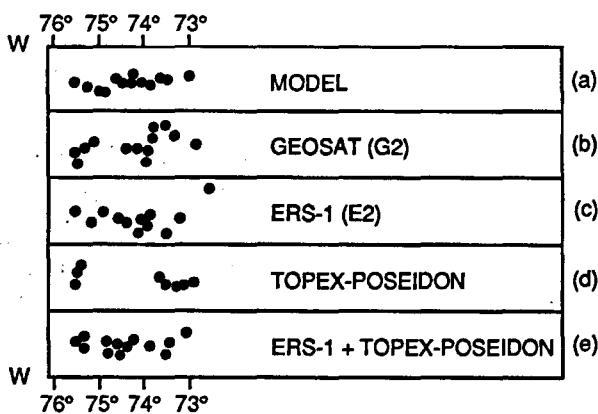 76° 75° 74° 73°
W
MODEL (a)
GEOSAT (G2) (b)
ERS-1 (E2) (c)
TOPEX-POSEIDON (d)
ERS-1 + TOPEX-POSEIDON (e)
W
76° 75° 74° 73°